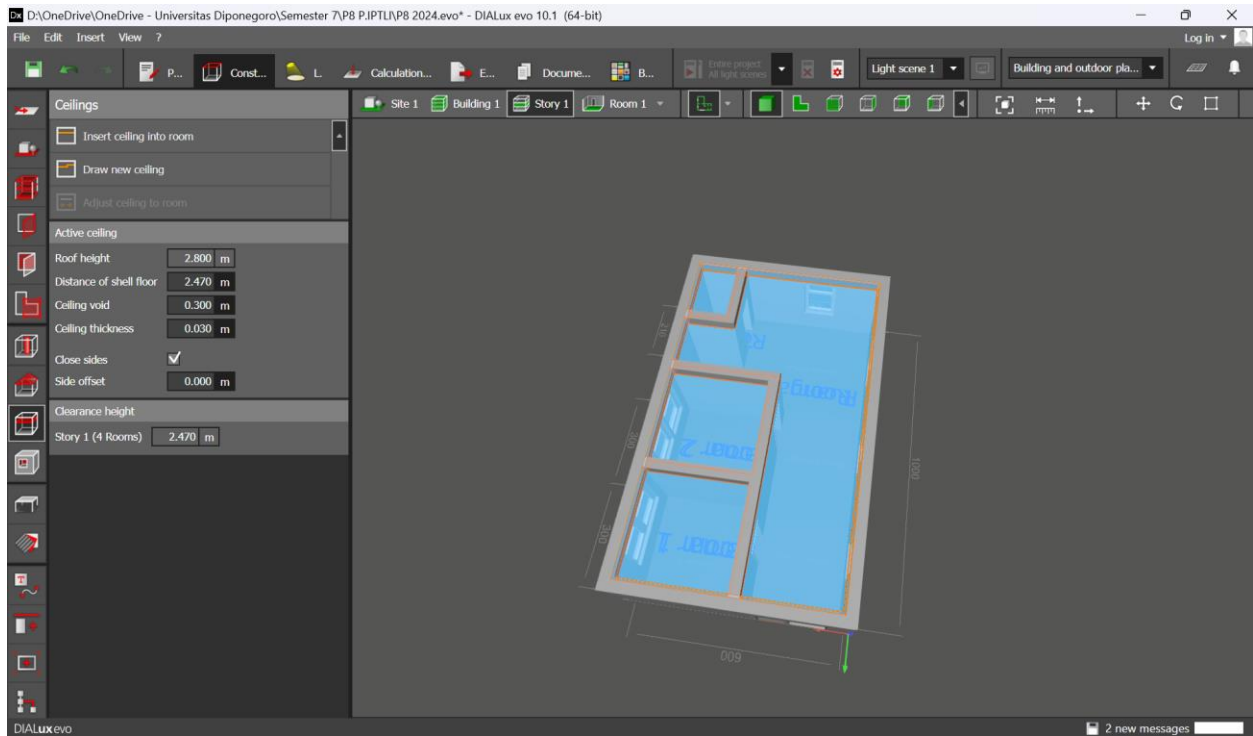 D:\OneDrive\OneDrive - Universitas Diponegoro\Semester 7\P8 P.IPTLI\P8 2024.evo* - DIALux evo 10.1 (64-bit)
File Edit Insert View ?
Log in
P... Const... L Calculation... E... Docume... B... Entire project
All light scenes
Light scene 1 Building and outdoor pla...
Ceilings
Site 1 Building 1 Story 1 Room 1
Insert ceiling into room
Draw new ceiling
Adjust ceiling to room
Active ceiling
Roof height 2.800 m
Distance of shell floor 2.470 m
Ceiling void 0.300 m
Ceiling thickness 0.030 m
Close sides
Side offset 0.000 m
Clearance height
Story 1 (4 Rooms) 2.470 m
210
300
1000
300
600
DIALux evo
2 new messages